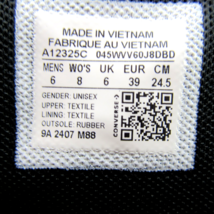 MADE IN VIETNAM
FABRIQUE AU VIETNAM
A12325C 045WVV60J8DBD
MENS WO'S UK EUR CM
6 8 6 39 24.5
GENDER: UNISEX
UPPER: TEXTILE
LINING: TEXTILE
OUTSOLE: RUBBER
9A 2407 M88
CONVERSE